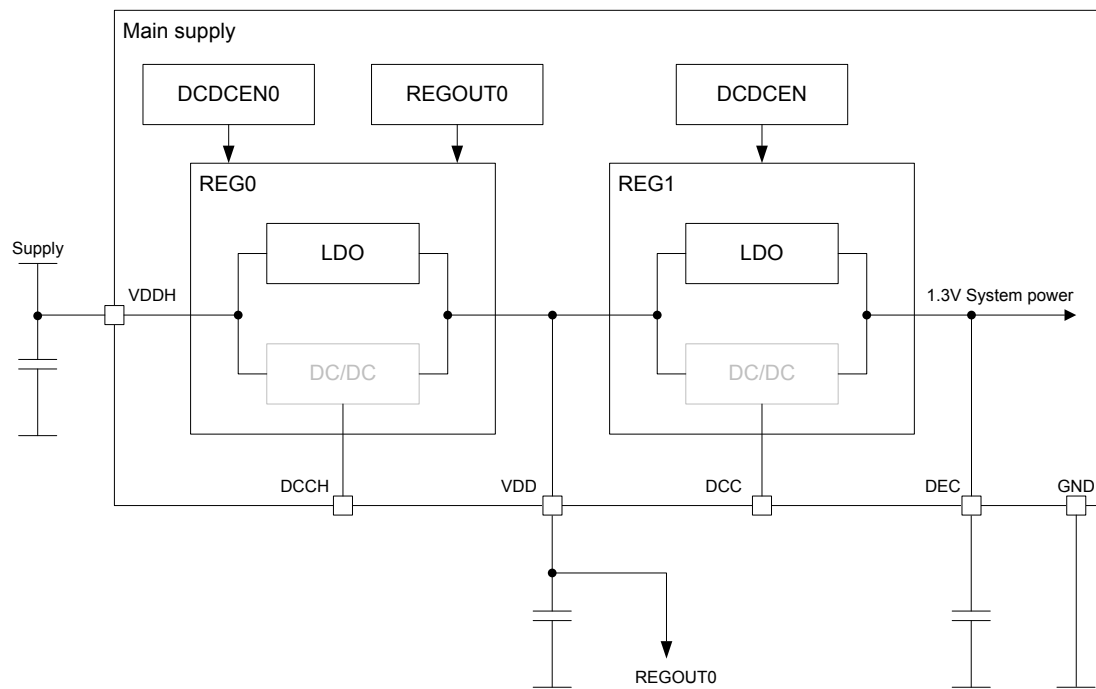 Main supply
DCDCEN0
REGOUT0
DCDCEN
REG0
REG1
LDO
LDO
Supply
VDDH
1.3V System power
DC/DC
DC/DC
DCCH
VDD
DCC
DEC
GND
REGOUT0